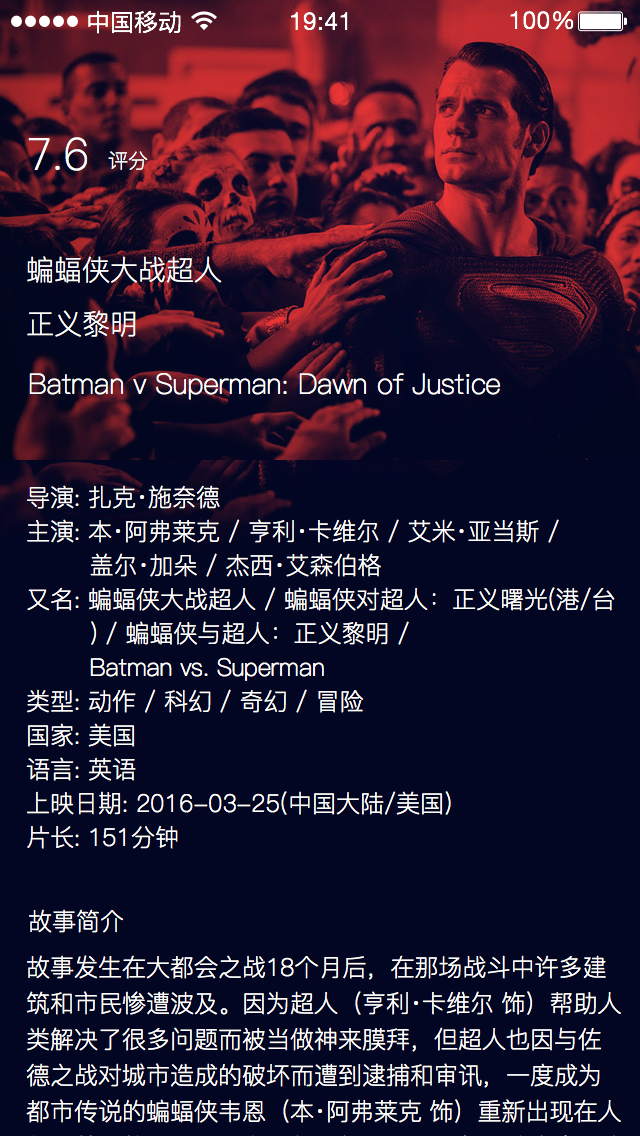 中国移动 19:41 100%
7.6 评分
蝙蝠侠大战超人
正义黎明
Batman v Superman: Dawn of Justice
导演: 扎克·施奈德
主演: 本·阿弗莱克 / 亨利·卡维尔 / 艾米·亚当斯 /
盖尔·加朵 / 杰西·艾森伯格
又名: 蝙蝠侠大战超人 / 蝙蝠侠对超人：正义曙光(港/台
) / 蝙蝠侠与超人：正义黎明 /
Batman vs. Superman
类型: 动作 / 科幻 / 奇幻 / 冒险
国家: 美国
语言: 英语
上映日期: 2016-03-25(中国大陆/美国)
片长: 151分钟
故事简介
故事发生在大都会之战18个月后，在那场战斗中许多建
筑和市民惨遭波及。因为超人（亨利·卡维尔 饰）帮助人
类解决了很多问题而被当做神来膜拜，但超人也因与佐
德之战对城市造成的破坏而遭到逮捕和审讯，一度成为
都市传说的蝙蝠侠韦恩（本·阿弗莱克 饰）重新出现在人